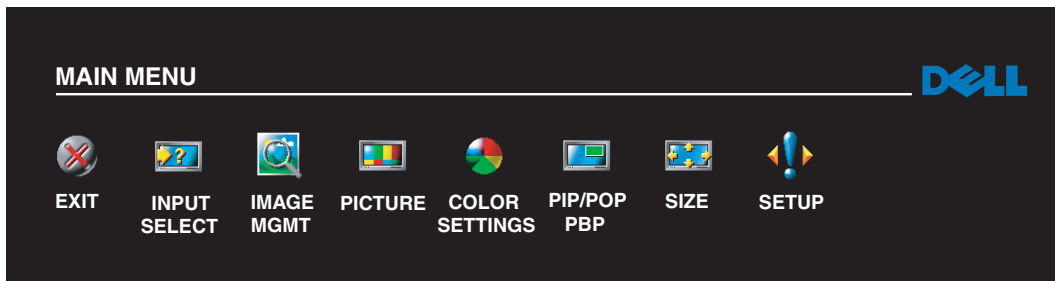 MAIN MENU
DELL
?
EXIT INPUT IMAGE PICTURE COLOR PIP/POP SIZE SETUP
SELECT MGMT SETTINGS PBP